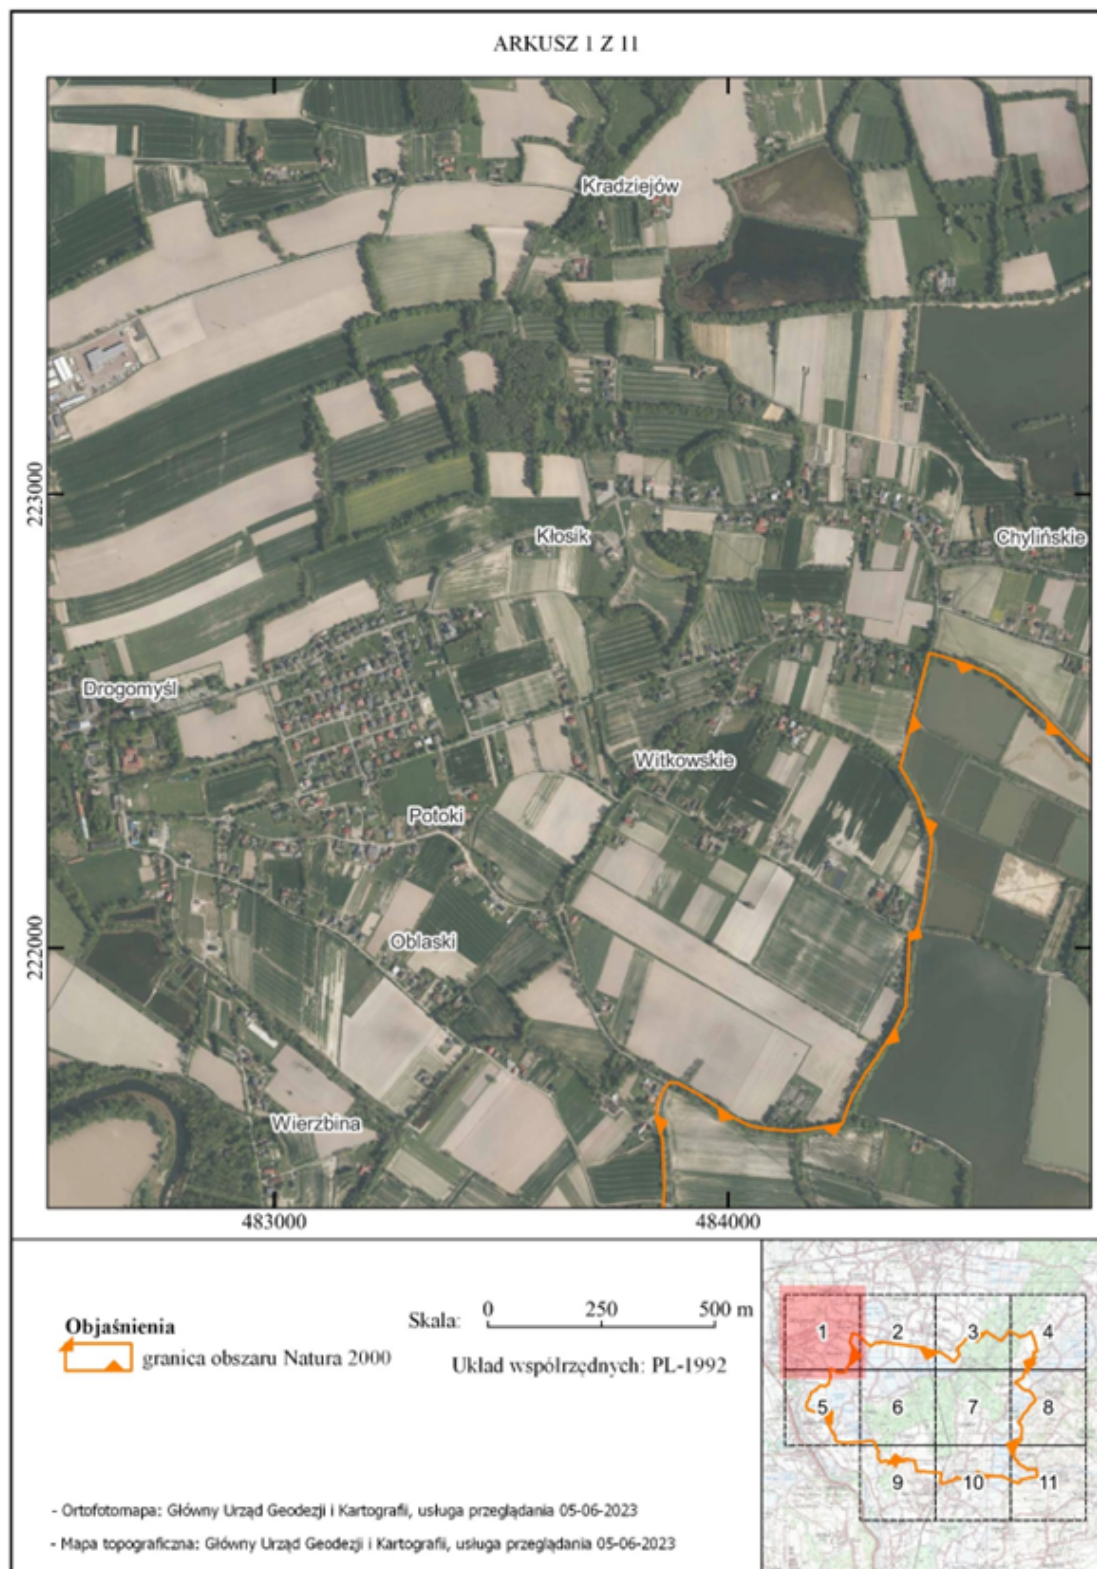 ARKUSZ 1 Z 11
Kradziejów
223000
Kłosik
Chylińskie
Drogomyśl
Witkowskie
Potoki
222000
Oblaski
Wierzbina
483000
484000
Objaśnienia
granica obszaru Natura 2000
Skala: 0 250 500 m
Układ współrzędnych: PL-1992
- Ortofotomapa: Główny Urząd Geodezji i Kartografii, usługa przeglądania 05-06-2023
- Mapa topograficzna: Główny Urząd Geodezji i Kartografii, usługa przeglądania 05-06-2023
1 2 3 4
5 6 7 8
9 10 11